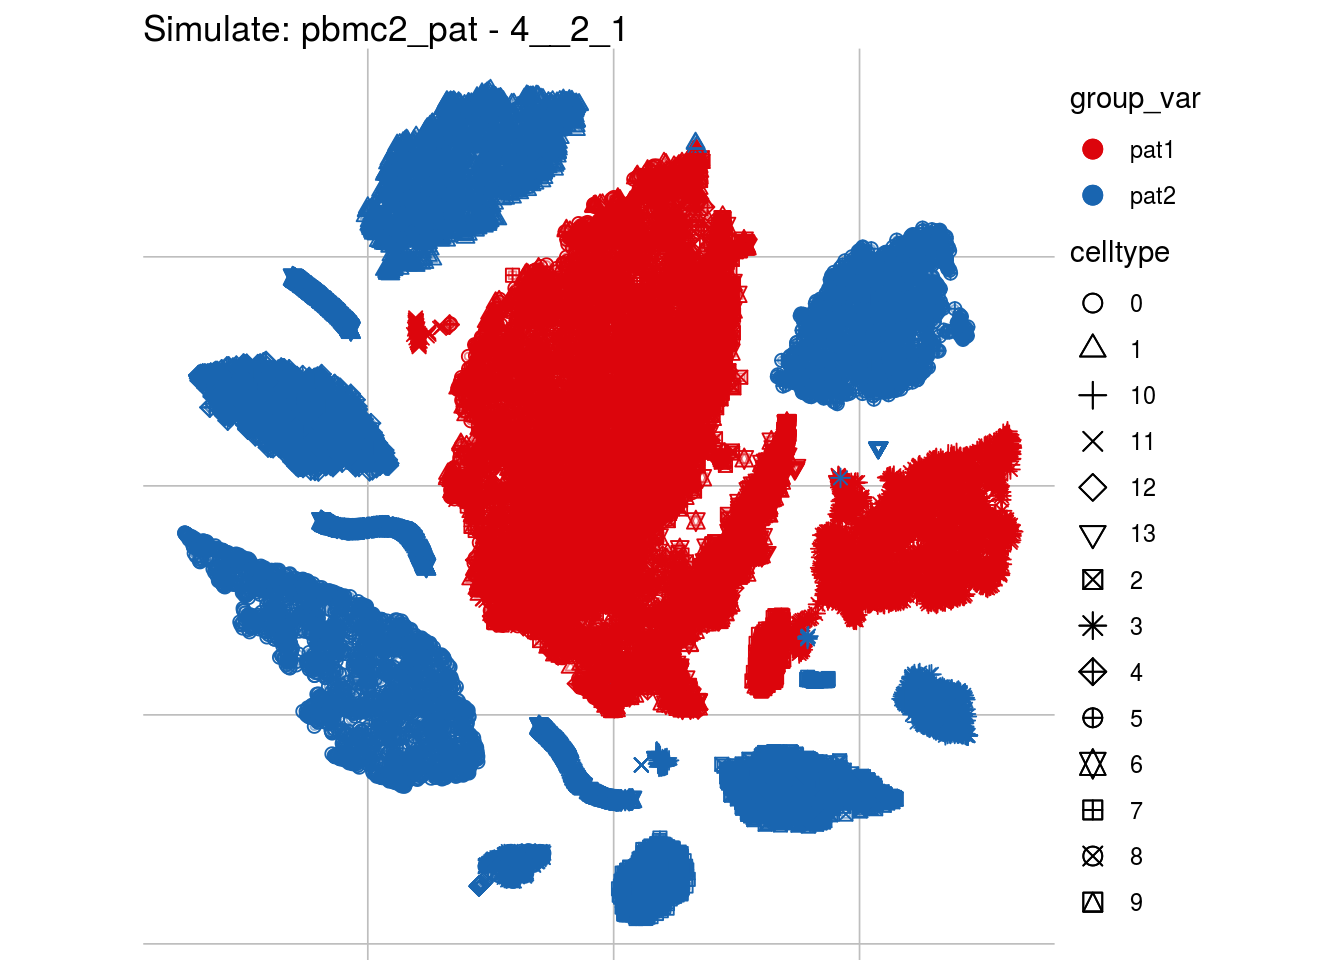 Simulate: pbmc2_pat - 4__2_1
group_var
pat1
pat2
celltype
0
1
10
11
12
13
2
3
4
5
6
7
8
9